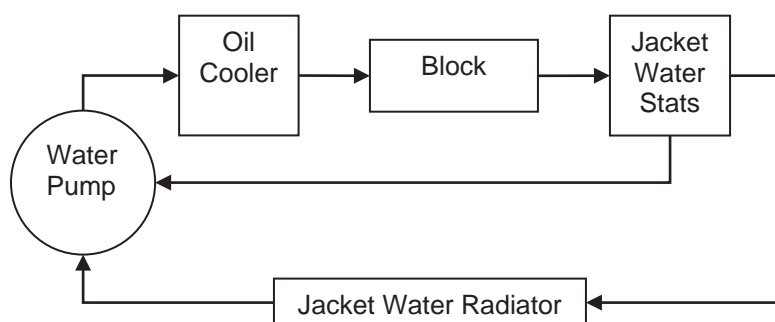 Oil
Cooler
Block
Jacket
Water
Stats
Water
Pump
Jacket Water Radiator